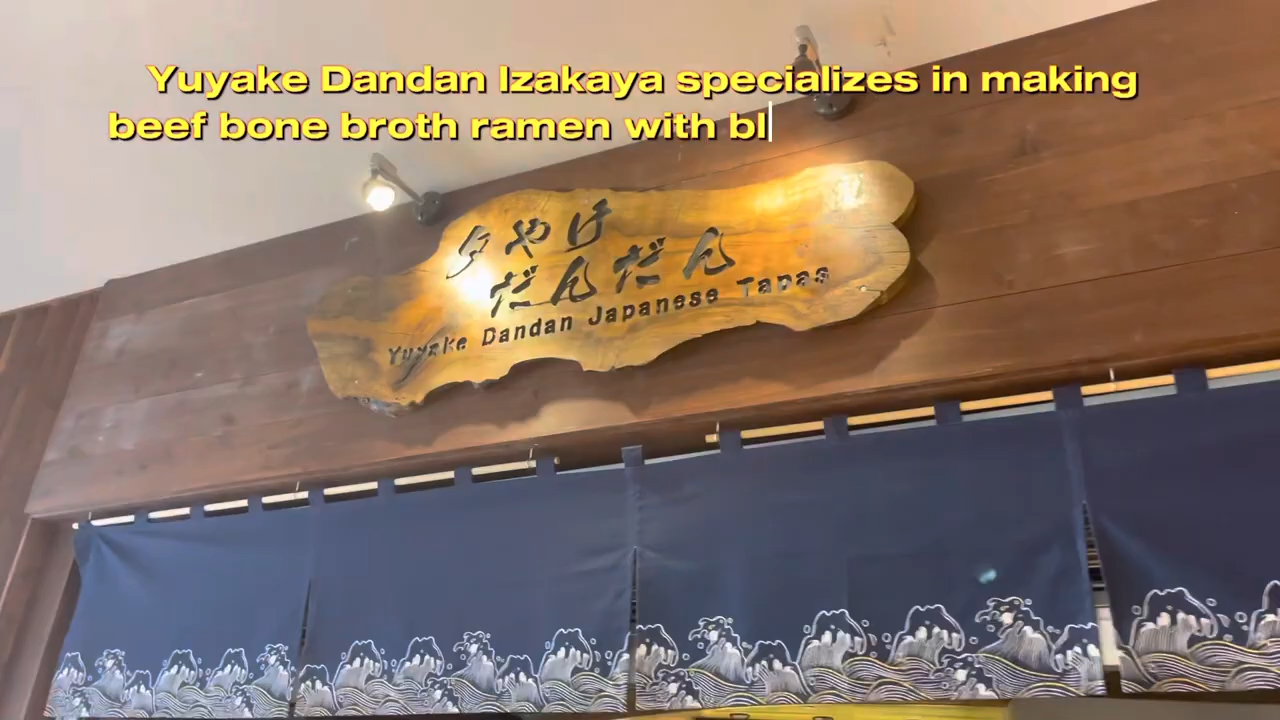 Yuyake Dandan Izakaya specializes in making
beef bone broth ramen with bl
夕やけ
だんだん
Yuyake Dandan Japanese Tapas